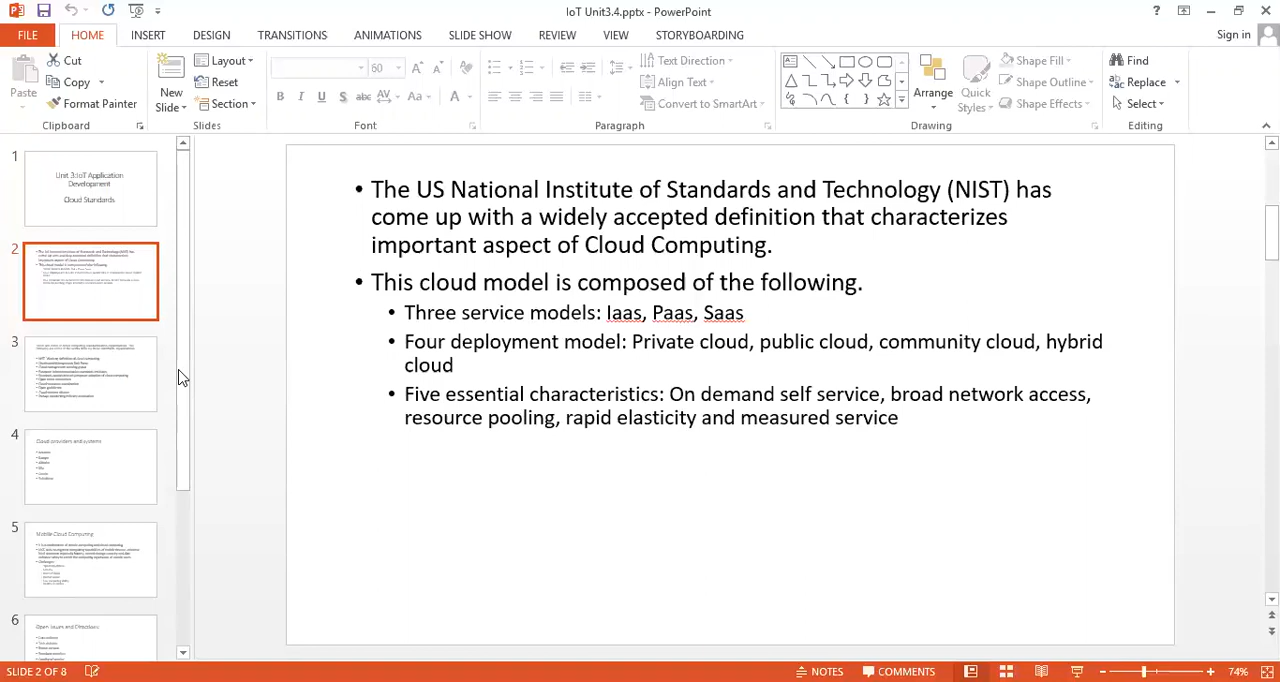 IoT Unit3.4.pptx - PowerPoint
Sign in
FILE HOME INSERT DESIGN TRANSITIONS ANIMATIONS SLIDE SHOW REVIEW VIEW STORYBOARDING
Paste
Cut
Copy
Format Painter
Clipboard
New
Slide
Layout
Reset
Section
Slides
60
Font
Text Direction
Align Text
Convert to SmartArt
Paragraph
Arrange
Quick
Styles
Shape Fill
Shape Outline
Shape Effects
Drawing
Find
Replace
Select
Editing
1
Unit 3:IoT Application
Development
Cloud Standards
2
3
4
Cloud providers and systems
5
Mobile Cloud Computing
6
Open Issues and Directions
• The US National Institute of Standards and Technology (NIST) has
come up with a widely accepted definition that characterizes
important aspect of Cloud Computing.
• This cloud model is composed of the following.
• Three service models: Iaas, Paas, Saas
• Four deployment model: Private cloud, public cloud, community cloud, hybrid
cloud
• Five essential characteristics: On demand self service, broad network access,
resource pooling, rapid elasticity and measured service
SLIDE 2 OF 8
NOTES
COMMENTS
74%